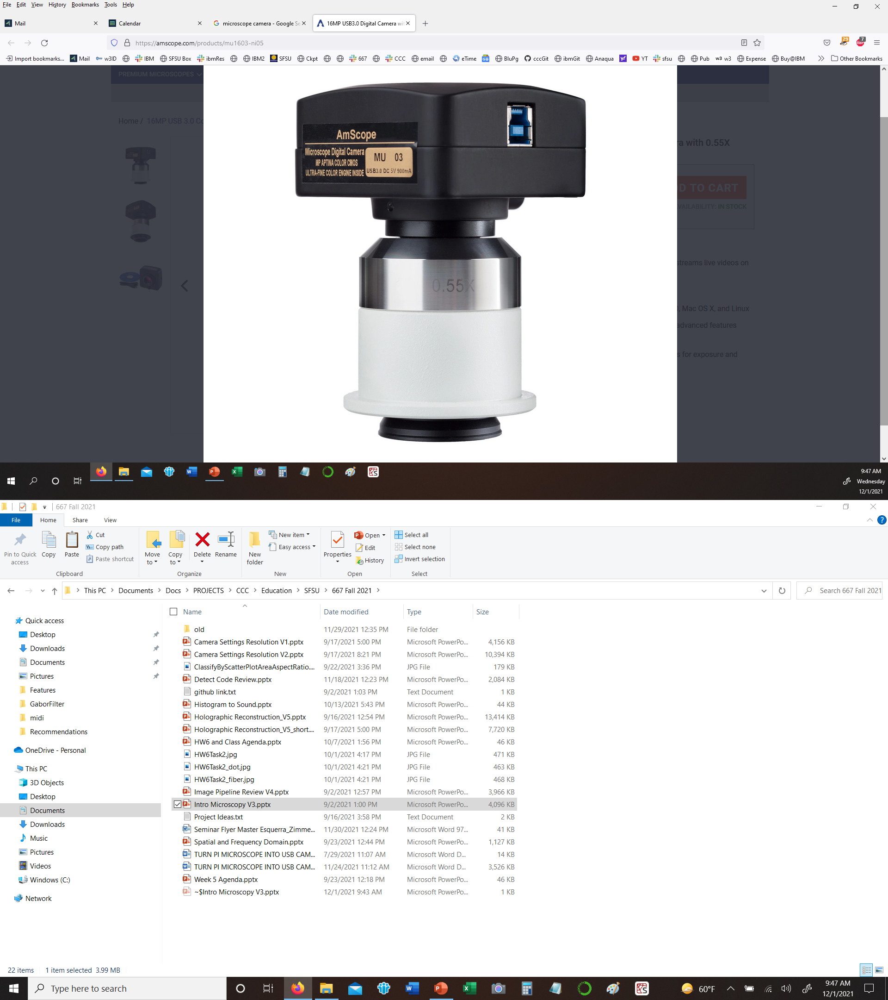 File Edit View History Bookmarks Tools Help
Mail
Calendar
microscope camera - Google Se
16MP USB3.0 Digital Camera wi
https://amscope.com/products/mu1603-ni05
29
7
ABP
Import bookmarks... Mail w3ID IBM SFSU Box ibmRes IBM2 SFSU Ckpt 667 CCC email eTime BluPg cccGit ibmGit Anaqua YT sfsu Pub w3 w3 Expense Buy@IBM Other Bookmarks
PREMIUM MICROSCOPES
Home / 16MP USB 3.0 Co
ra with 0.55X
D TO CART
VAILABILITY: IN STOCK
streams live videos on
, Mac OS X, and Linux
advanced features
s for exposure and
AmScope
Microscope Digital Camera
MP APTINA COLOR CMOS
ULTRA-FINE COLOR ENGINE INSIDE
MU 03
USB3.0 DC 5V 900mA
0.55X
9:47 AM
Wednesday
12/1/2021
667 Fall 2021
File Home Share View
Pin to Quick access
Copy
Paste
Cut
Copy path
Paste shortcut
Clipboard
Move to
Copy to
Delete
Rename
Organize
New folder
New item
Easy access
New
Properties
Open
Edit
History
Open
Select all
Select none
Invert selection
Select
This PC > Documents > Docs > PROJECTS > CCC > Education > SFSU > 667 Fall 2021 >
Search 667 Fall 2021
Quick access
Desktop
Downloads
Documents
Pictures
Features
GaborFilter
midi
Recommendations
OneDrive - Personal
This PC
3D Objects
Desktop
Documents
Downloads
Music
Pictures
Videos
Windows (C:)
Network
Name Date modified Type Size
old 11/29/2021 12:35 PM File folder
Camera Settings Resolution V1.pptx 9/17/2021 5:00 PM Microsoft PowerPo... 4,156 KB
Camera Settings Resolution V2.pptx 9/17/2021 8:21 PM Microsoft PowerPo... 10,394 KB
ClassifyByScatterPlotAreaAspectRatio.... 9/22/2021 3:36 PM JPG File 179 KB
Detect Code Review.pptx 11/18/2021 12:23 PM Microsoft PowerPo... 2,084 KB
github link.txt 9/2/2021 1:03 PM Text Document 1 KB
Histogram to Sound.pptx 10/13/2021 5:43 PM Microsoft PowerPo... 44 KB
Holographic Reconstruction_V5.pptx 9/16/2021 12:54 PM Microsoft PowerPo... 13,414 KB
Holographic Reconstruction_V5_short.... 9/17/2021 5:00 PM Microsoft PowerPo... 7,720 KB
HW6 and Class Agenda.pptx 10/7/2021 1:56 PM Microsoft PowerPo... 46 KB
HW6Task2.jpg 10/1/2021 4:17 PM JPG File 471 KB
HW6Task2_dot.jpg 10/1/2021 4:21 PM JPG File 463 KB
HW6Task2_fiber.jpg 10/1/2021 4:21 PM JPG File 468 KB
Image Pipeline Review V4.pptx 9/2/2021 12:57 PM Microsoft PowerPo... 3,966 KB
Intro Microscopy V3.pptx 9/2/2021 1:00 PM Microsoft PowerPo... 4,096 KB
Project Ideas.txt 9/16/2021 3:58 PM Text Document 2 KB
Seminar Flyer Master Esquerra_Zimme... 11/30/2021 12:24 PM Microsoft Word 97... 41 KB
Spatial and Frequency Domain.pptx 9/23/2021 12:44 PM Microsoft PowerPo... 1,127 KB
TURN PI MICROSCOPE INTO USB CAM... 7/29/2021 11:07 AM Microsoft Word D... 14 KB
TURN PI MICROSCOPE INTO USB CAM... 11/24/2021 11:12 AM Microsoft Word D... 3,526 KB
Week 5 Agenda.pptx 9/23/2021 12:18 PM Microsoft PowerPo... 46 KB
~$Intro Microscopy V3.pptx 12/1/2021 9:43 AM Microsoft PowerPo... 1 KB
22 items 1 item selected 3.99 MB
Type here to search
60°F
9:47 AM
12/1/2021